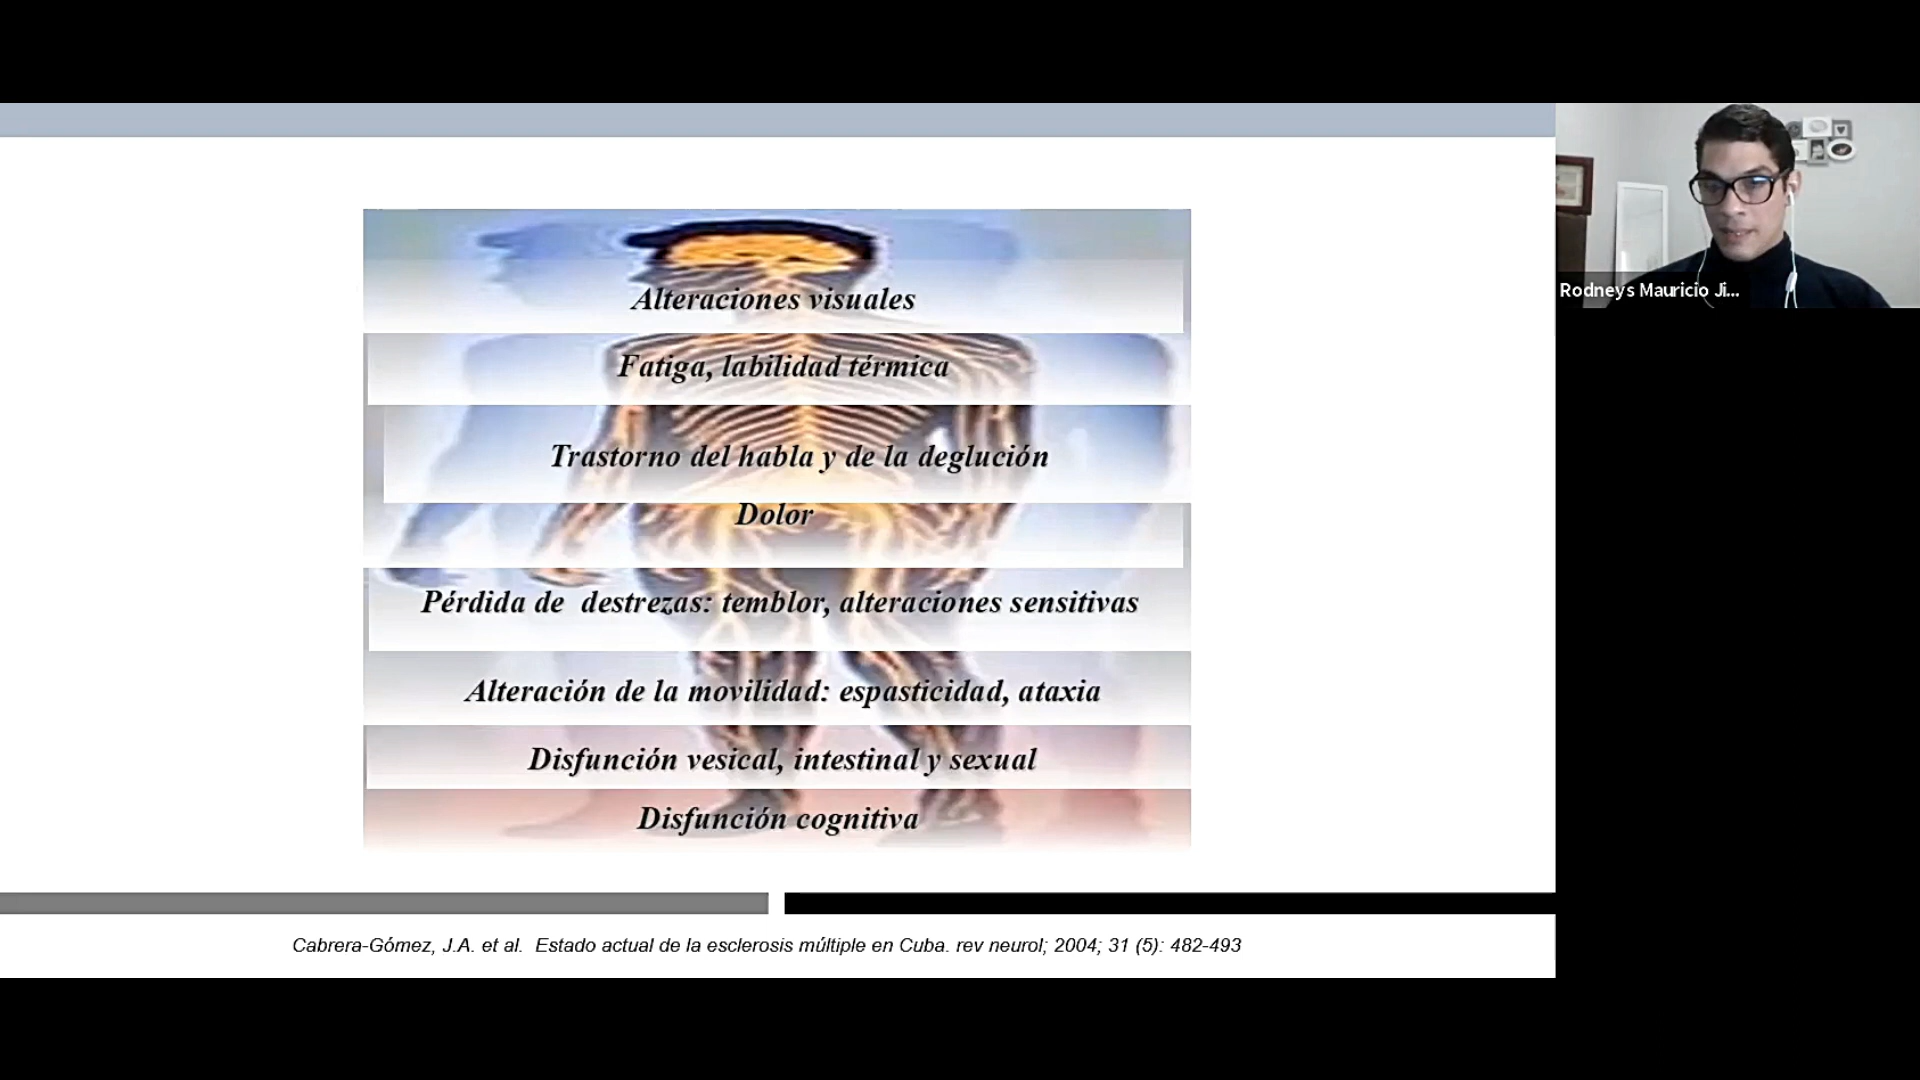 Alteraciones visuales
Fatiga, labilidad térmica
Trastorno del habla y de la deglución
Dolor
Pérdida de destrezas: temblor, alteraciones sensitivas
Alteración de la movilidad: espasticidad, ataxia
Disfunción vesical, intestinal y sexual
Disfunción cognitiva
Cabrera-Gómez, J.A. et al. Estado actual de la esclerosis múltiple en Cuba. rev neurol; 2004; 31 (5): 482-493
Rodneys Mauricio Ji...